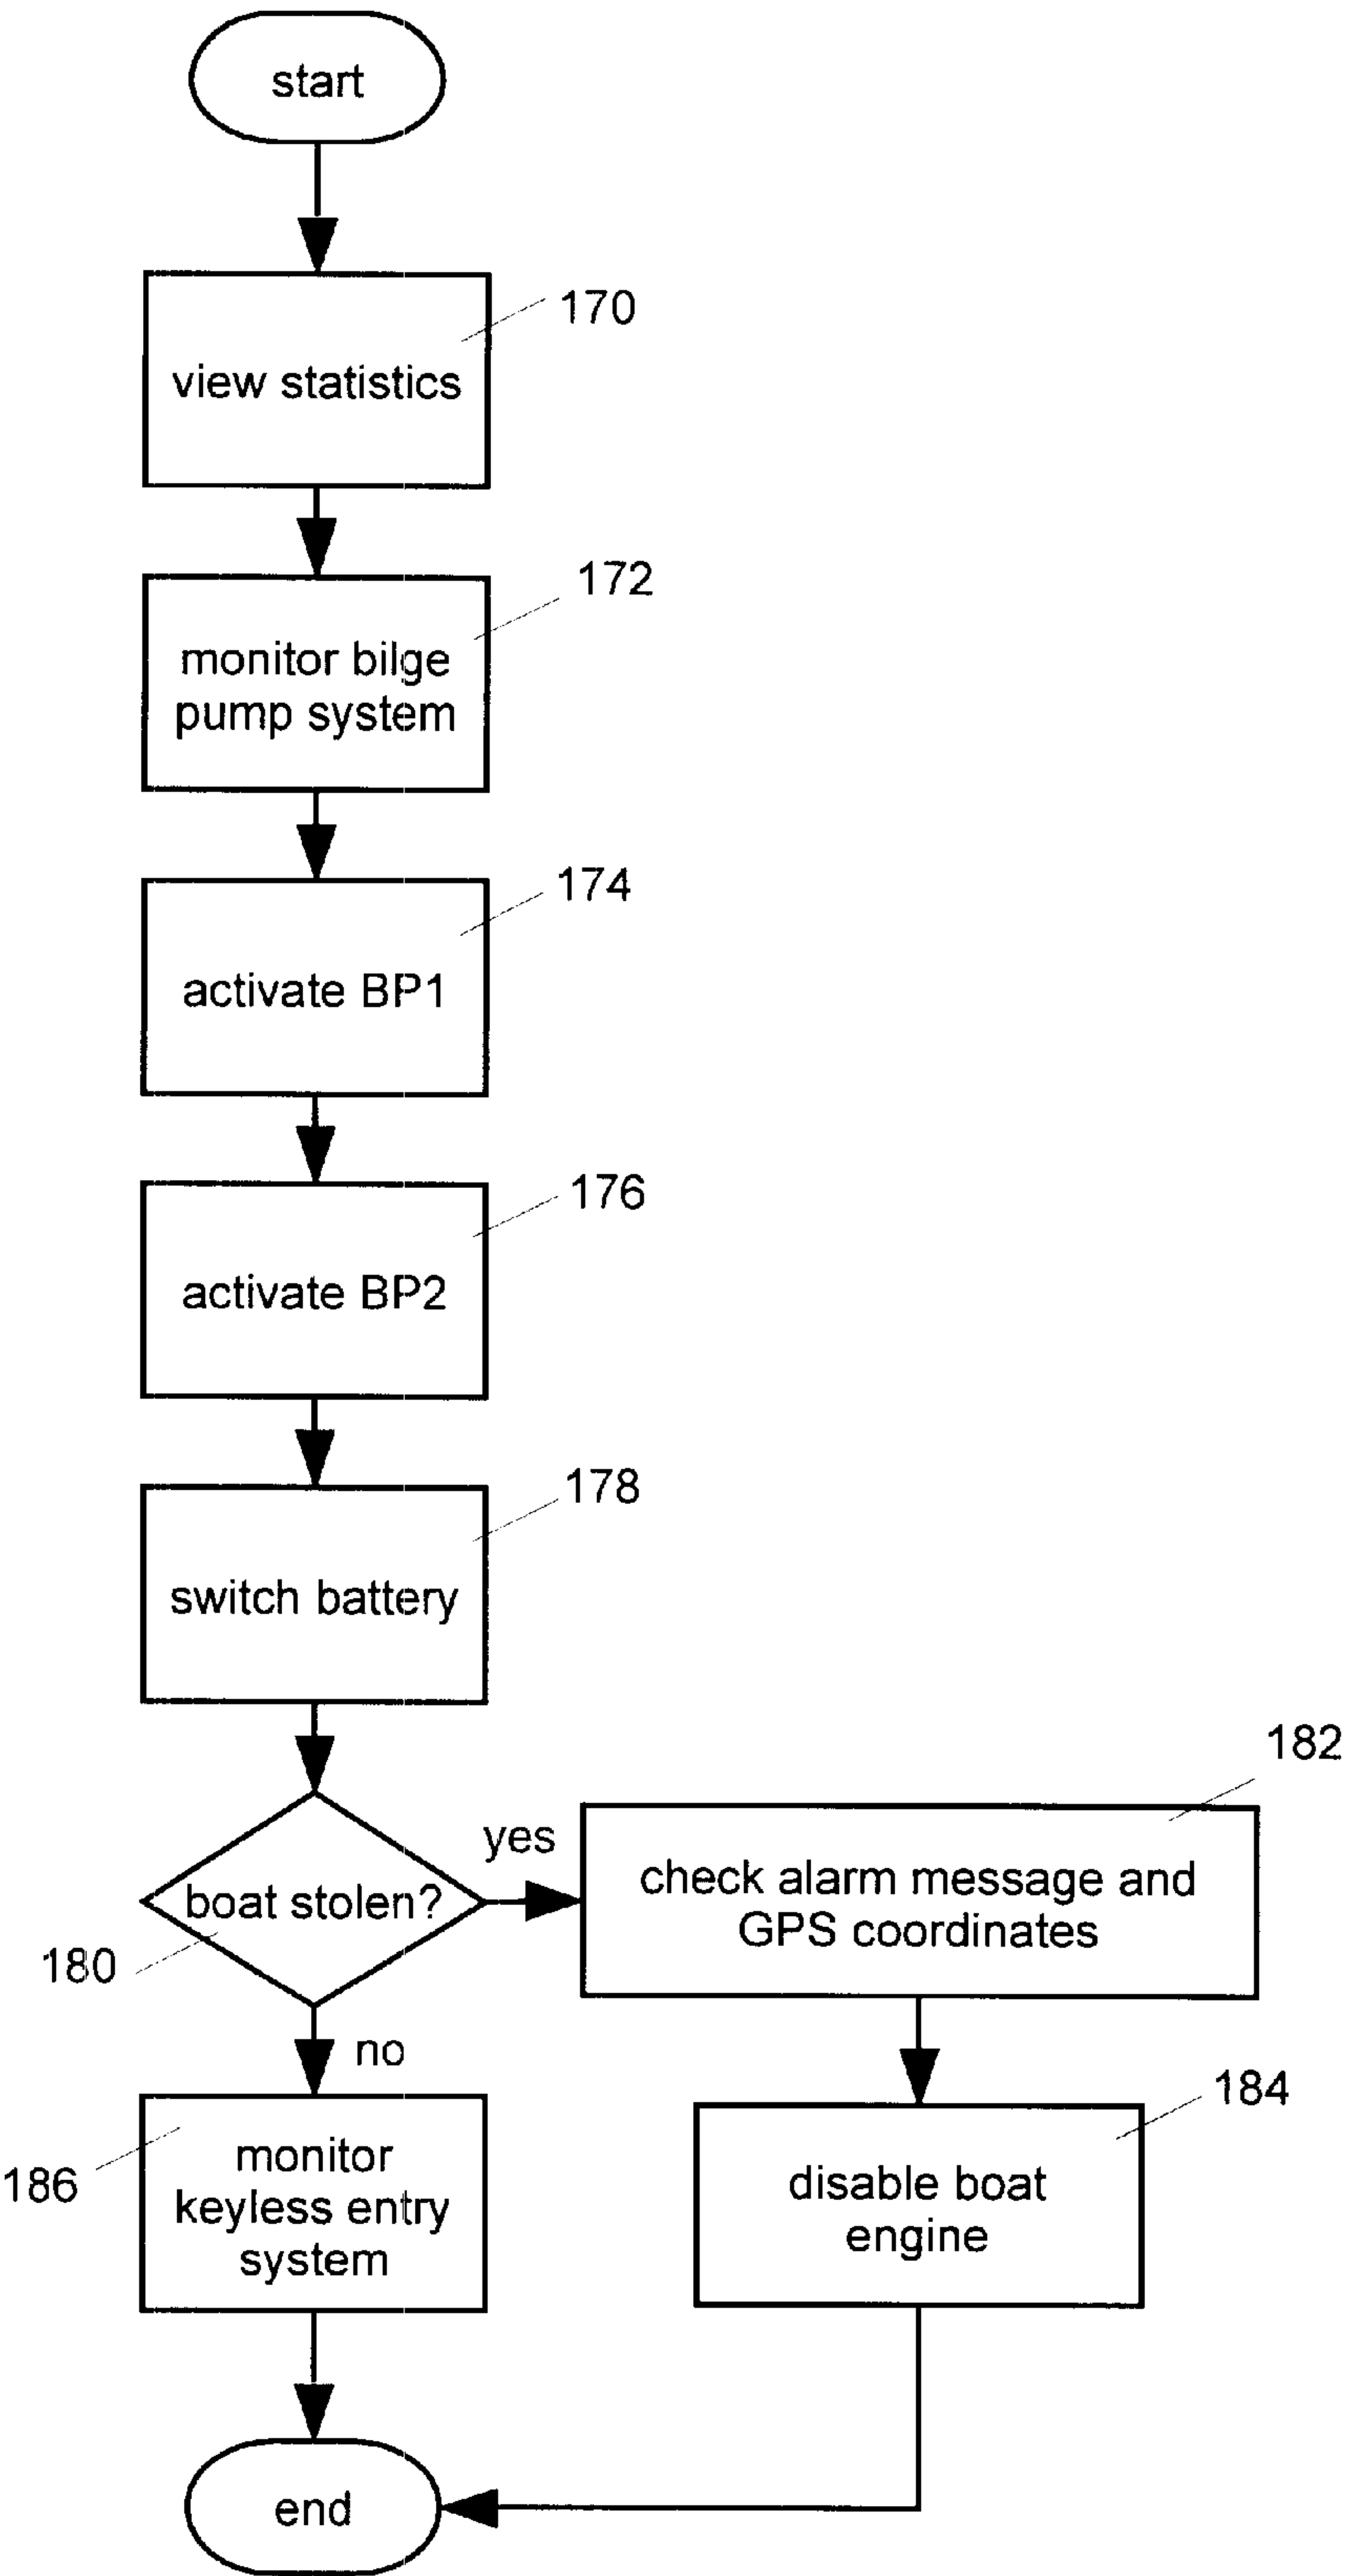 start
170
view statistics
172
monitor bilge
pump system
174
activate BP1
176
activate BP2
178
switch battery
182
yes
check alarm message and
GPS coordinates
boat stolen?
180
no
184
disable boat
engine
186
monitor
keyless entry
system
end